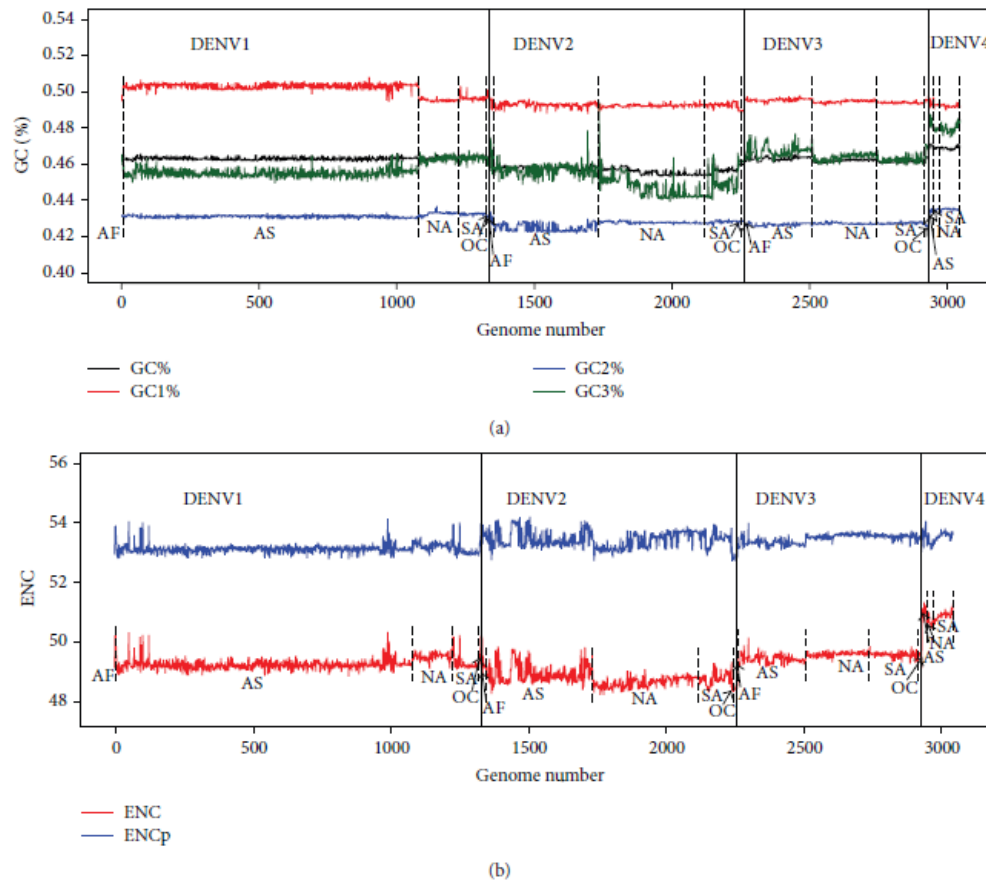 0.54
DENV1 DENV2 DENV3 DENV4
0.52
0.50
0.48
GC (%)
0.46
0.44
0.42
AF AS NA SA OC AF AS NA SA OC AF AS NA SA OC AS NA SA
0.40
0 500 1000 1500 2000 2500 3000
Genome number
GC% GC2%
GC1% GC3%
(a)
56
DENV1 DENV2 DENV3 DENV4
54
ENC
52
50
AF AS NA SA OC AF AS NA SA OC AF AS NA SA OC AS NA SA
48
0 500 1000 1500 2000 2500 3000
Genome number
ENC
ENCp
(b)